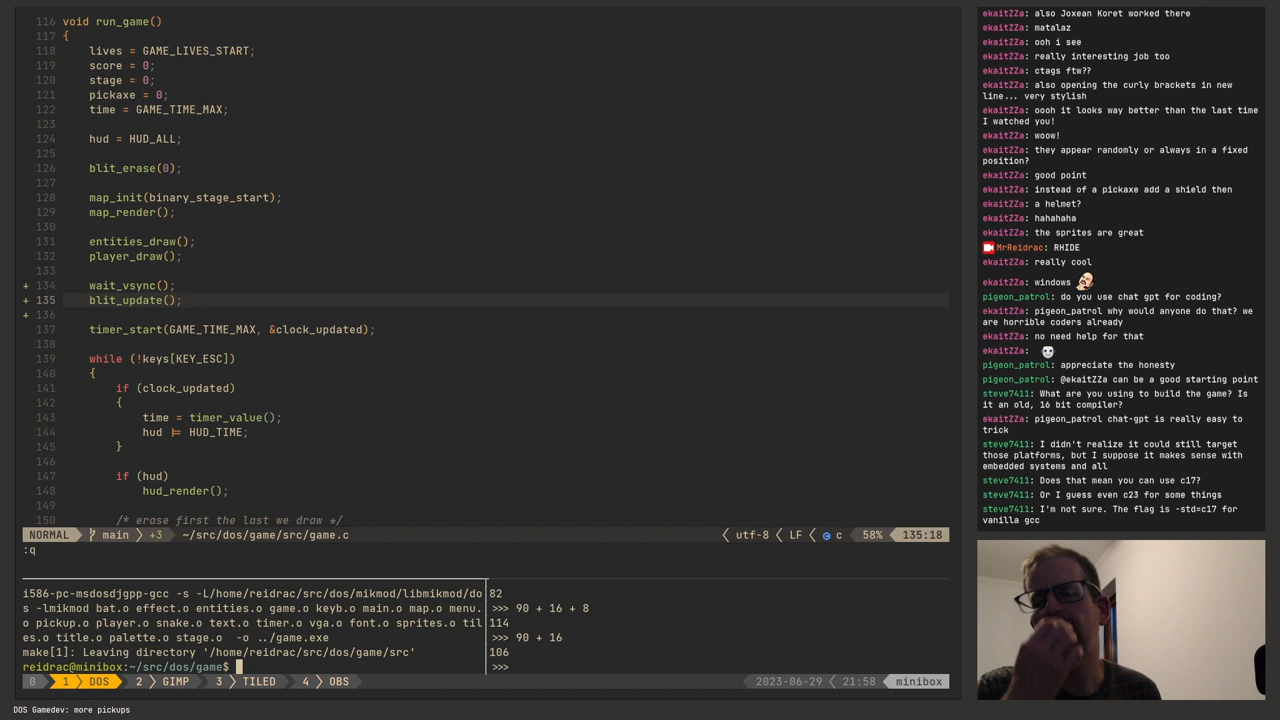 116 void run_game()
117 {
118 lives = GAME_LIVES_START;
119 score = 0;
120 stage = 0;
121 pickaxe = 0;
122 time = GAME_TIME_MAX;
123
124 hud = HUD_ALL;
125
126 blit_erase(0);
127
128 map_init(binary_stage_start);
129 map_render();
130
131 entities_draw();
132 player_draw();
133
+ 134 wait_vsync();
+ 135 blit_update();
+ 136
137 timer_start(GAME_TIME_MAX, &clock_updated);
138
139 while (!keys[KEY_ESC])
140 {
141 if (clock_updated)
142 {
143 time = timer_value();
144 hud |= HUD_TIME;
145 }
146
147 if (hud)
148 hud_render();
149
150 /* erase first the last we draw */
NORMAL main +3 ~/src/dos/game/src/game.c utf-8 LF c 58% 135:18
:q
i586-pc-msdosdjgpp-gcc -s -L/home/reidrac/src/dos/mikmod/libmikmod/do
s -lmikmod bat.o effect.o entities.o game.o keyb.o main.o map.o menu.
o pickup.o player.o snake.o text.o timer.o vga.o font.o sprites.o til
es.o title.o palette.o stage.o -o ../game.exe
make[1]: Leaving directory '/home/reidrac/src/dos/game/src'
reidrac@minibox:~/src/dos/game$
82
>>> 90 + 16 + 8
114
>>> 90 + 16
106
>>>
0 1 DOS 2 GIMP 3 TILED 4 OBS 2023-06-29 21:58 minibox
DOS Gamedev: more pickups
ekaitZZa: also Joxean Koret worked there
ekaitZZa: matalaz
ekaitZZa: ooh i see
ekaitZZa: really interesting job too
ekaitZZa: ctags ftw??
ekaitZZa: also opening the curly brackets in new
line... very stylish
ekaitZZa: oooh it looks way better than the last time
I watched you!
ekaitZZa: woow!
ekaitZZa: they appear randomly or always in a fixed
position?
ekaitZZa: good point
ekaitZZa: instead of a pickaxe add a shield then
ekaitZZa: a helmet?
ekaitZZa: hahahaha
ekaitZZa: the sprites are great
MrReidrac: RHIDE
ekaitZZa: really cool
ekaitZZa: windows
pigeon_patrol: do you use chat gpt for coding?
ekaitZZa: pigeon_patrol why would anyone do that? we
are horrible coders already
ekaitZZa: no need help for that
ekaitZZa:
pigeon_patrol: appreciate the honesty
pigeon_patrol: @ekaitZZa can be a good starting point
steve7411: What are you using to build the game? Is
it an old, 16 bit compiler?
ekaitZZa: pigeon_patrol chat-gpt is really easy to
trick
steve7411: I didn't realize it could still target
those platforms, but I suppose it makes sense with
embedded systems and all
steve7411: Does that mean you can use c17?
steve7411: Or I guess even c23 for some things
steve7411: I'm not sure. The flag is -std=c17 for
vanilla gcc